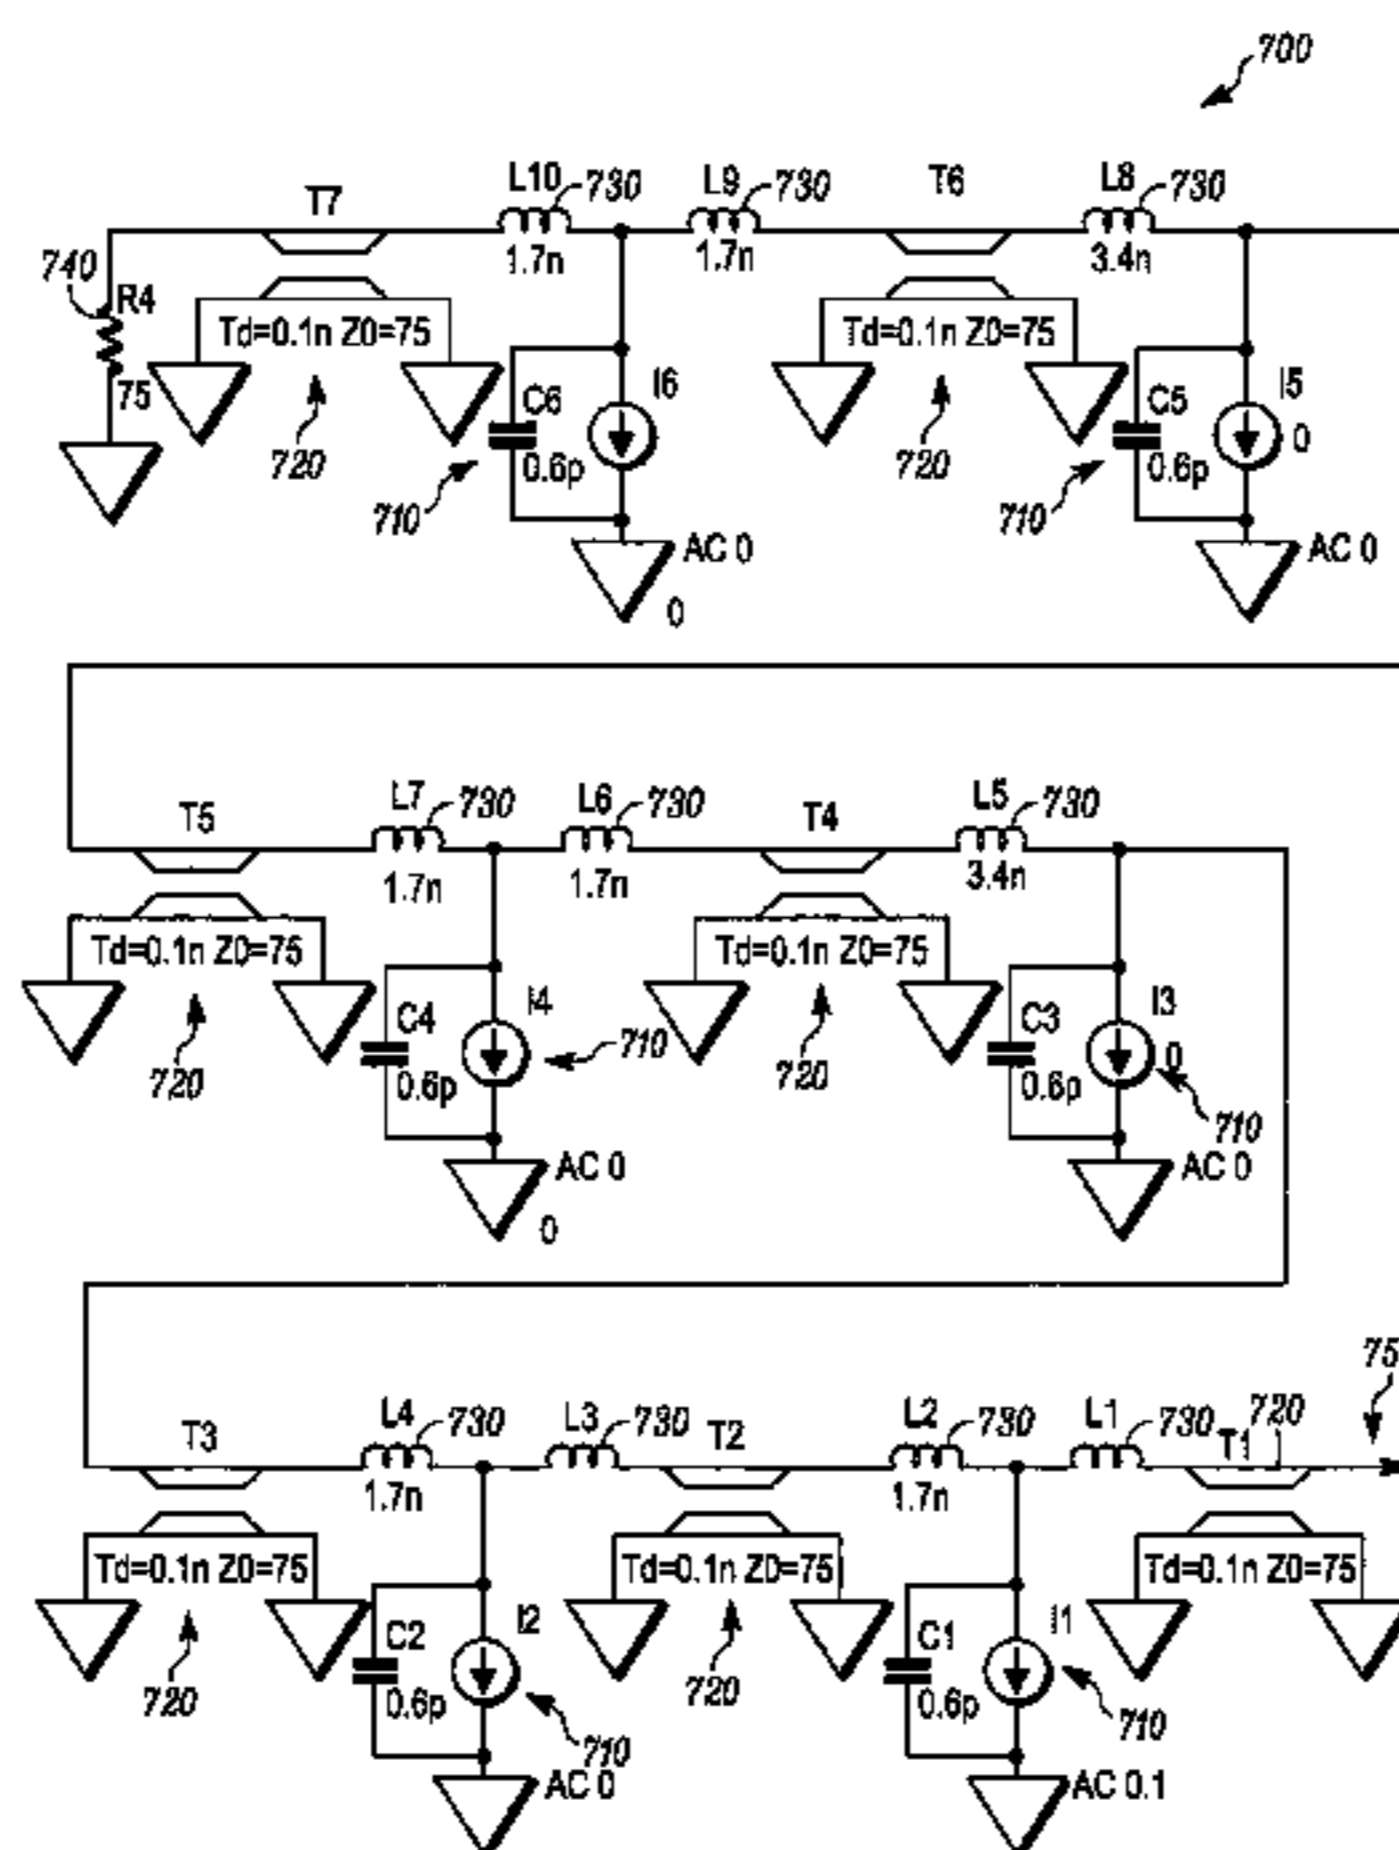 700
T7
L10 730
L9 730
T6
L8 730
1.7n
1.7n
3.4n
740
R4
75
Td=0.1n Z0=75
720
C6
0.6p
I6
710
AC 0
0
Td=0.1n Z0=75
720
C5
0.6p
I5
0
710
AC 0
T5
L7 730
L6 730
T4
L5 730
1.7n
1.7n
3.4n
Td=0.1n Z0=75
720
C4
0.6p
I4
710
AC 0
0
Td=0.1n Z0=75
720
C3
0.6p
I3
0
710
AC 0
75
T3
L4 730
L3 730
T2
L2 730
L1 730
T1
720
1.7n
1.7n
Td=0.1n Z0=75
720
C2
0.6p
I2
710
AC 0
Td=0.1n Z0=75
720
C1
0.6p
I1
710
AC 0.1
Td=0.1n Z0=75